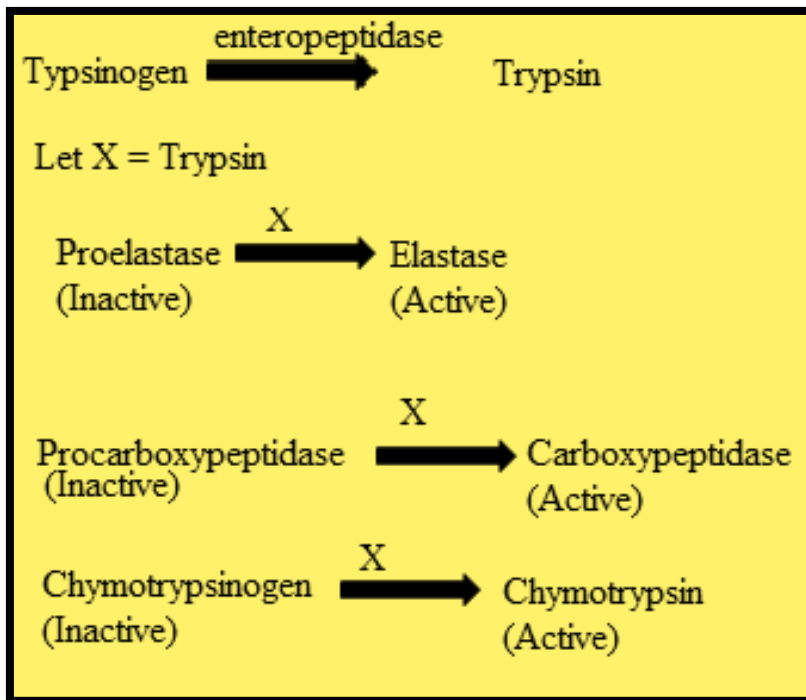 enteropeptidase
Typsinogen Trypsin
Let X = Trypsin
X
Proelastase Elastase
(Inactive) (Active)
X
Procarboxypeptidase Carboxypeptidase
(Inactive) (Active)
X
Chymotrypsinogen Chymotrypsin
(Inactive) (Active)